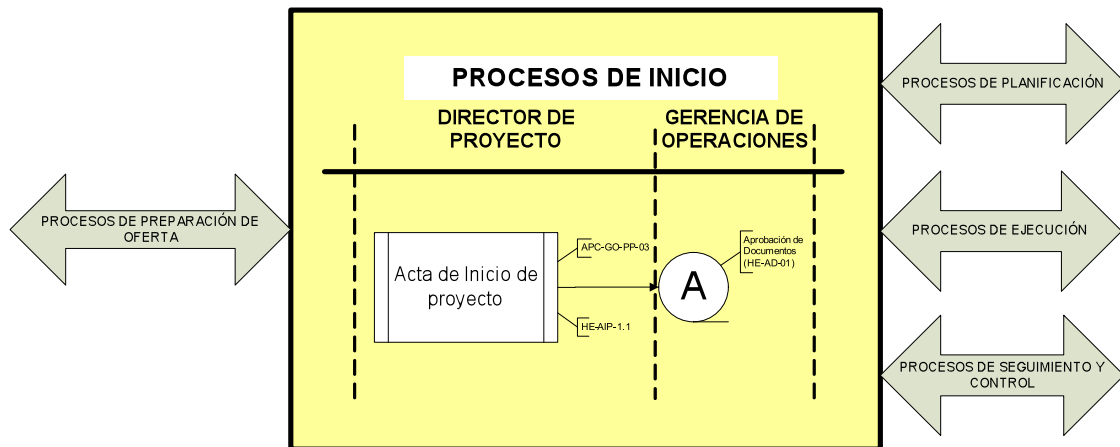 PROCESOS DE INICIO
DIRECTOR DE
PROYECTO
GERENCIA DE
OPERACIONES
PROCESOS DE PREPARACIÓN DE
OFERTA
Acta de Inicio de
proyecto
APC-GO-PP-03
HE-AIP-1.1
A
Aprobación de
Documentos
(HE-AD-01)
PROCESOS DE PLANIFICACIÓN
PROCESOS DE EJECUCIÓN
PROCESOS DE SEGUIMIENTO Y
CONTROL